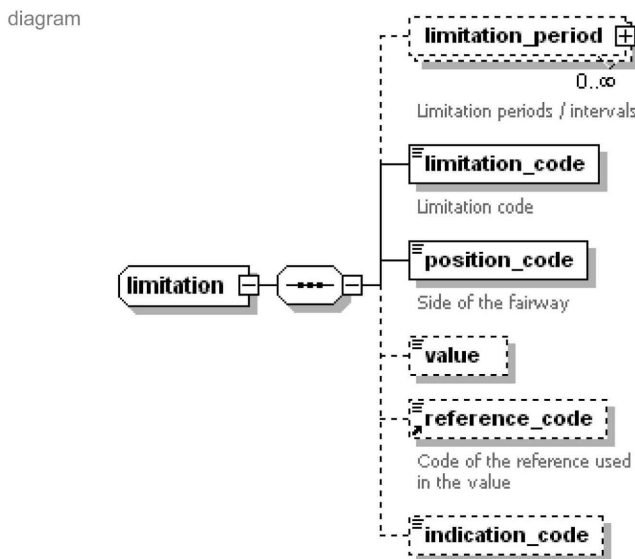 diagram
limitation_period
0..∞
Limitation periods / intervals
limitation_code
Limitation code
position_code
Side of the fairway
limitation
value
reference_code
Code of the reference used
in the value
indication_code